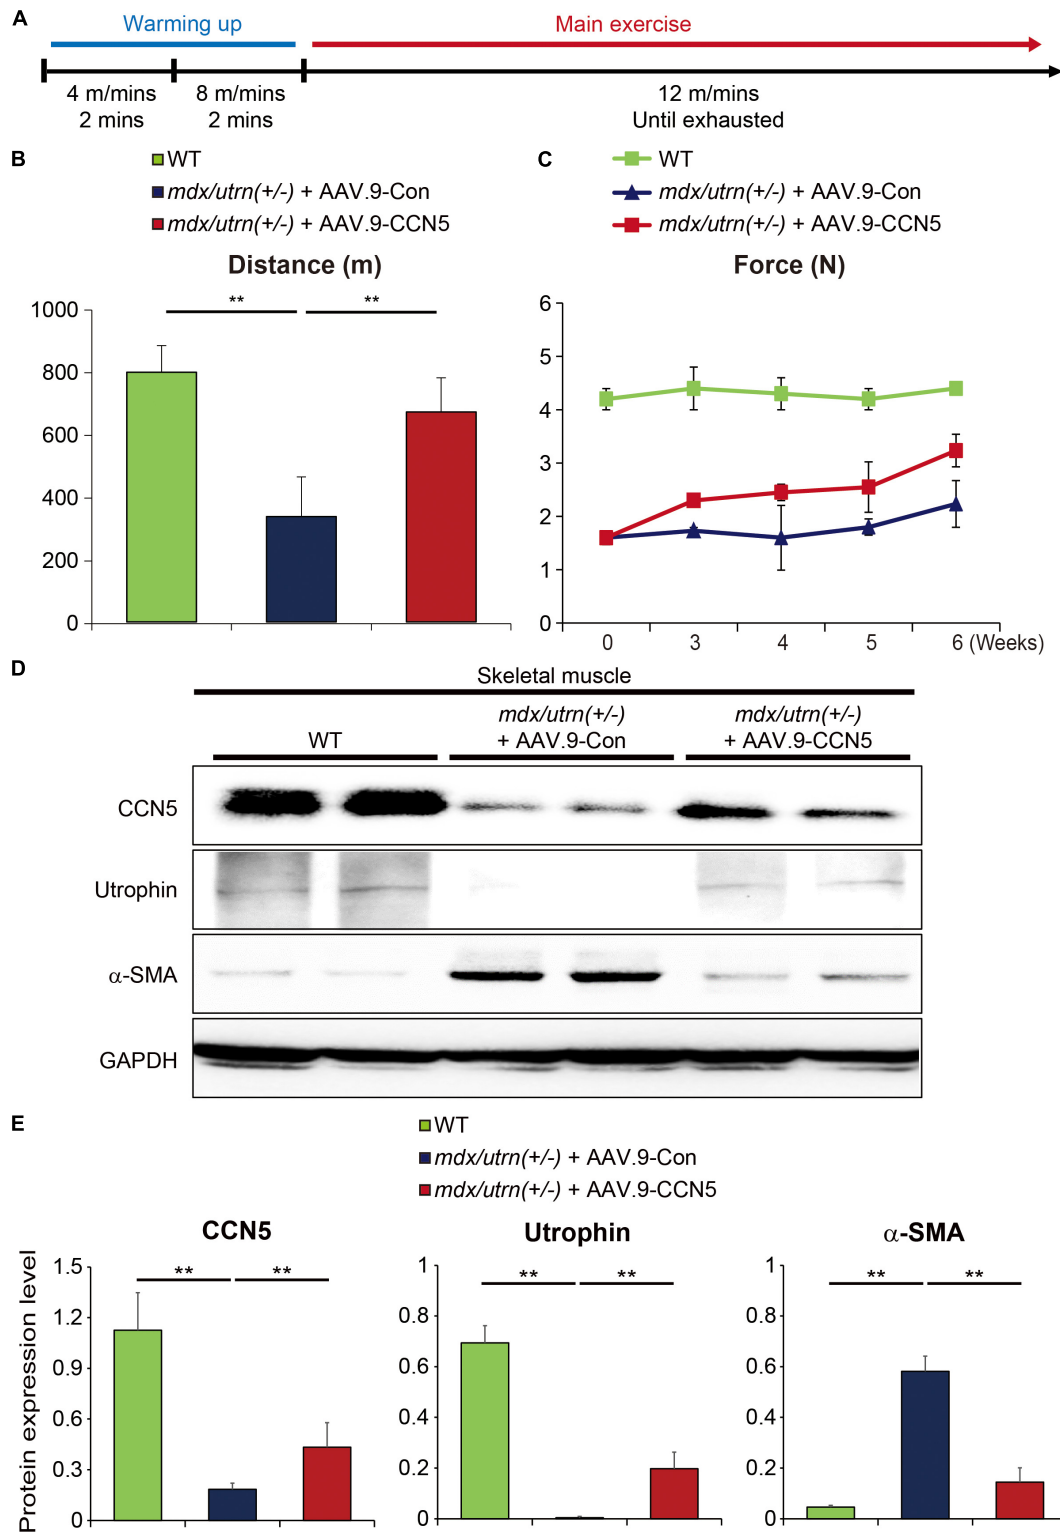 A
Warming up
Main exercise
4 m/mins
2 mins
8 m/mins
2 mins
12 m/mins
Until exhausted
B
WT
mdx/utrn(+/-) + AAV.9-Con
mdx/utrn(+/-) + AAV.9-CCN5
Distance (m)
**
**
1000
800
600
400
200
0
C
WT
mdx/utrn(+/-) + AAV.9-Con
mdx/utrn(+/-) + AAV.9-CCN5
Force (N)
6
5
4
3
2
1
0
0 3 4 5 6 (Weeks)
D
Skeletal muscle
WT
mdx/utrn(+/-)
+ AAV.9-Con
mdx/utrn(+/-)
+ AAV.9-CCN5
CCN5
Utrophin
α-SMA
GAPDH
E
WT
mdx/utrn(+/-) + AAV.9-Con
mdx/utrn(+/-) + AAV.9-CCN5
Protein expression level
CCN5
**
**
1.5
1.2
0.9
0.6
0.3
0
Utrophin
**
**
1
0.8
0.6
0.4
0.2
0
α-SMA
**
**
1
0.8
0.6
0.4
0.2
0